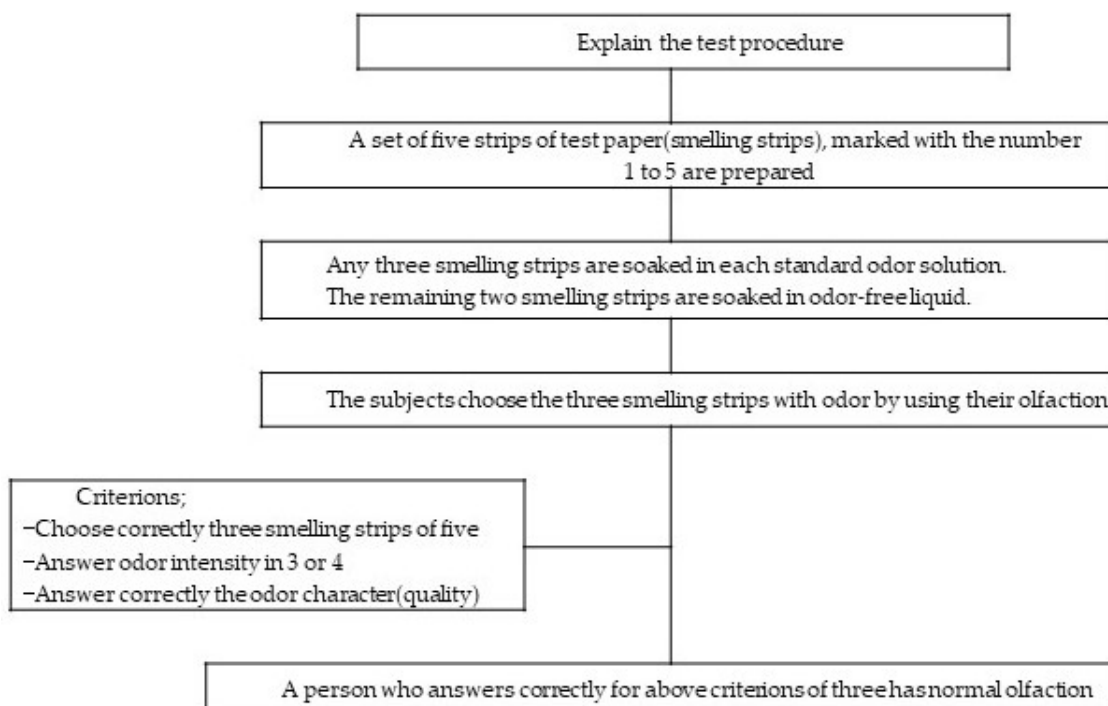 Explain the test procedure
A set of five strips of test paper(smelling strips), marked with the number
1 to 5 are prepared
Any three smelling strips are soaked in each standard odor solution.
The remaining two smelling strips are soaked in odor-free liquid.
The subjects choose the three smelling strips with odor by using their olfaction
Criterions;
−Choose correctly three smelling strips of five
−Answer odor intensity in 3 or 4
−Answer correctly the odor character(quality)
A person who answers correctly for above criterions of three has normal olfaction